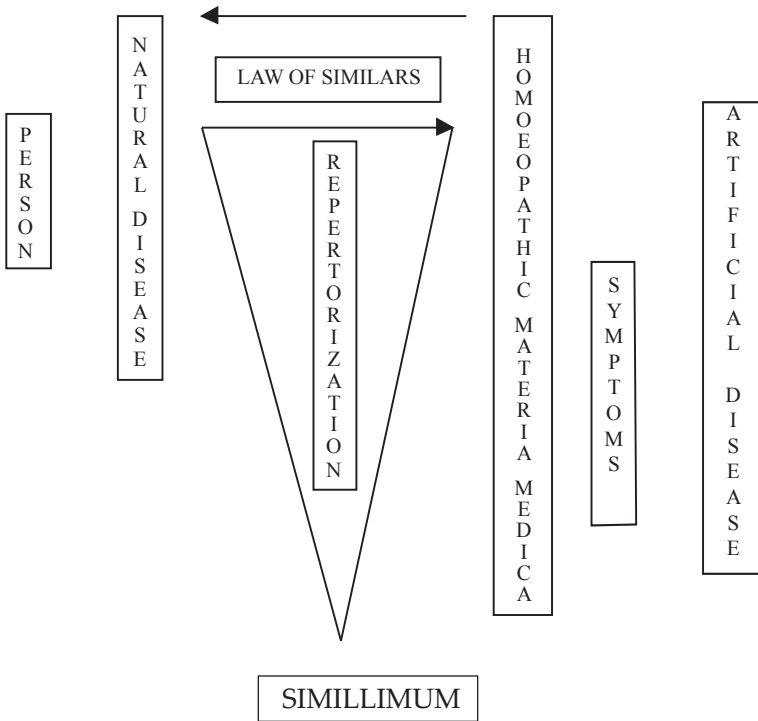 PERSON
NATURAL DISEASE
LAW OF SIMILARS
REPERTORIZATION
HOMOEOPATHIC MATERIA MEDICA
SYMPTOMS
ARTIFICIAL DISEASE
SIMILLIMUM